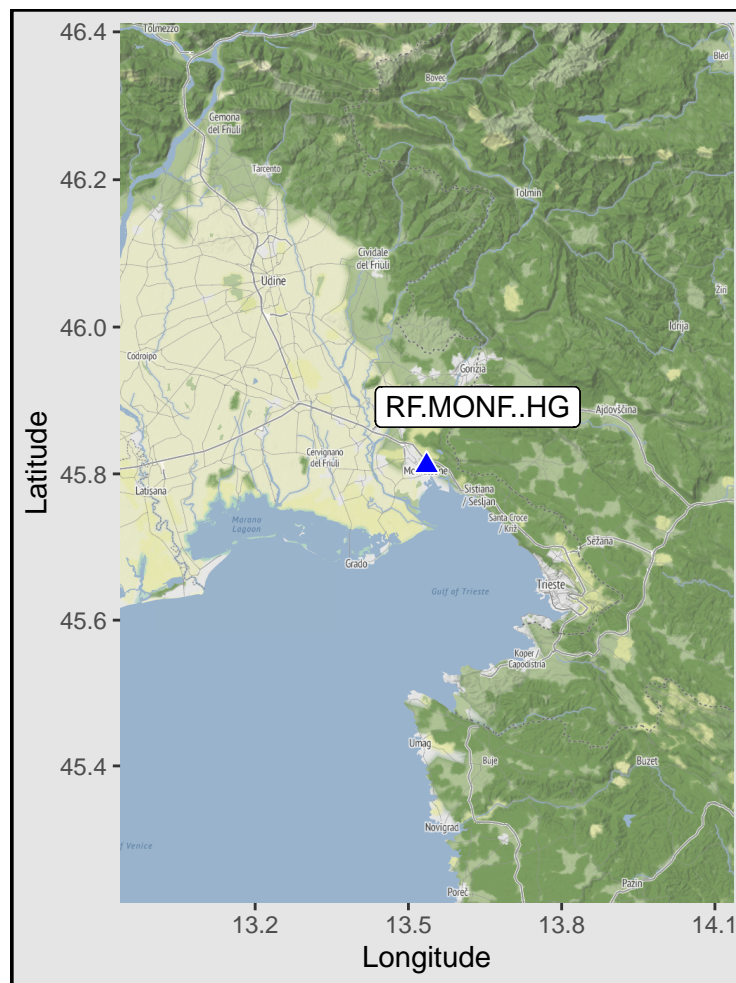 46.4
46.2
46.0
45.8
45.6
45.4
Latitude
Tolmezzo
Bovec
Bled
Gemona
del Friuli
Tarcento
Tolmin
Cividale
del Friuli
Udine
Žiri
Idrija
Codroipo
Gorizia
RF.MONF..HG
Ajdovščina
Cervignano
del Friuli
Latisana
Sistiana
/ Sesljan
Santa Croce
/ Križ
Marano
Lagoon
Sežana
Grado
Trieste
Gulf of Trieste
Koper /
Capodistria
Umag
Buje
Buzet
Novigrad
of Venice
Pazin
Poreč
13.2
13.5
13.8
14.1
Longitude